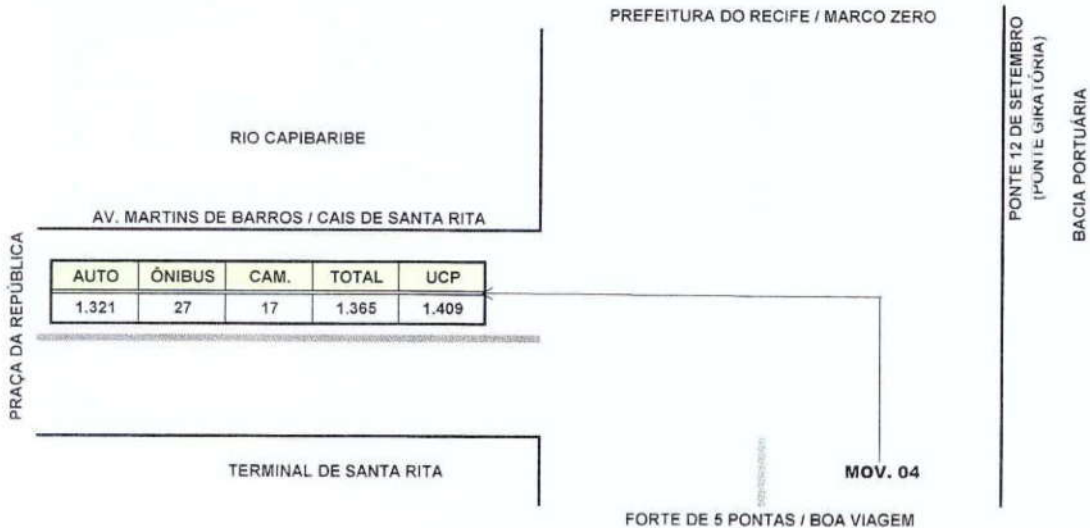 PREFEITURA DO RECIFE / MARCO ZERO
PONTE 12 DE SETEMBRO
(PONTE GIRATÓRIA)
BACIA PORTUÁRIA
RIO CAPIBARIBE
AV. MARTINS DE BARROS / CAIS DE SANTA RITA
PRAÇA DA REPÚBLICA
AUTO ÔNIBUS CAM. TOTAL UCP
1.321 27 17 1.365 1.409
TERMINAL DE SANTA RITA
MOV. 04
FORTE DE 5 PONTAS / BOA VIAGEM